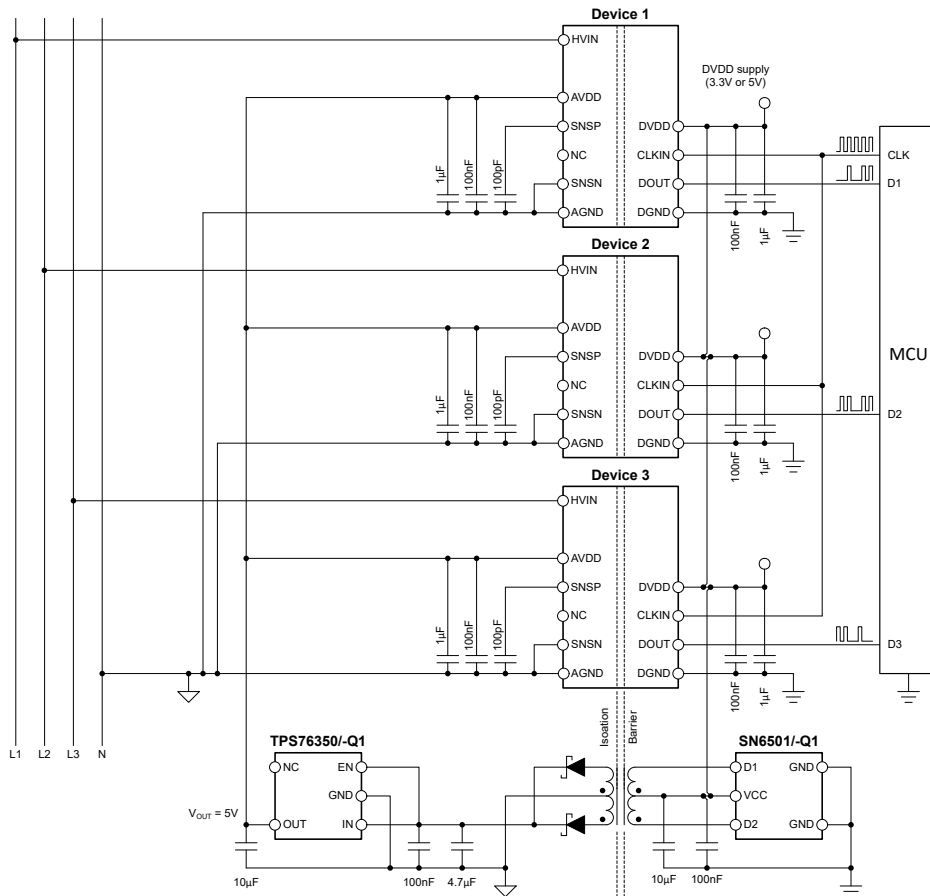 Device 1
HVIN
AVDD
SNSP
NC
SNSN
AGND
DVDD
CLKIN
DOUT
DGND
1µF
100nF
100pF
DVDD supply
(3.3V or 5V)
100nF
1µF
CLK
D1
Device 2
HVIN
AVDD
SNSP
NC
SNSN
AGND
DVDD
CLKIN
DOUT
DGND
1µF
100nF
100pF
100nF
1µF
MCU
D2
Device 3
HVIN
AVDD
SNSP
NC
SNSN
AGND
DVDD
CLKIN
DOUT
DGND
1µF
100nF
100pF
100nF
1µF
D3
L1
L2
L3
N
TPS76350/-Q1
NC
EN
GND
OUT
IN
VOUT = 5V
10µF
100nF
4.7µF
Isoation
Barrier
SN6501/-Q1
D1
GND
VCC
D2
GND
10µF
100nF